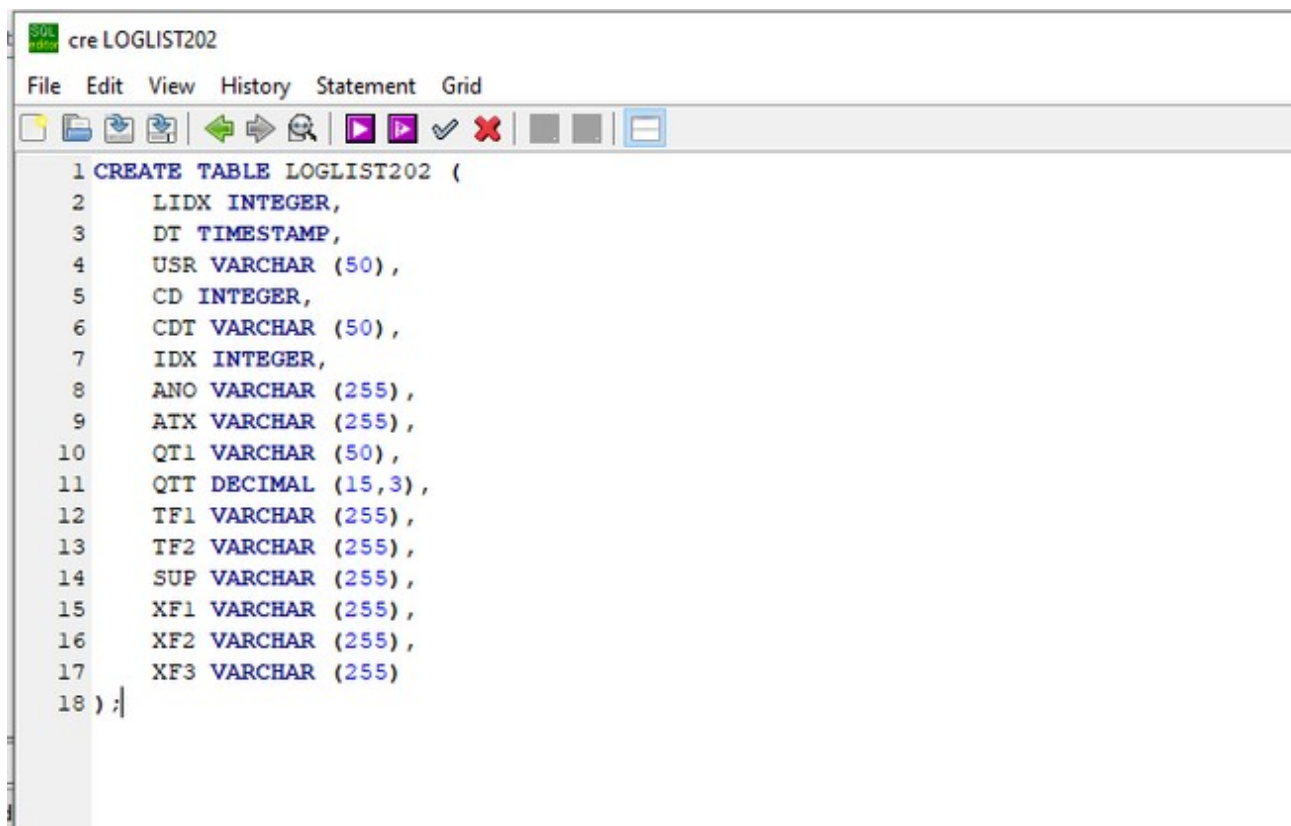 SQL
editor
cre LOGLIST202
File Edit View History Statement Grid
1 CREATE TABLE LOGLIST202 (
2 LIDX INTEGER,
3 DT TIMESTAMP,
4 USR VARCHAR (50),
5 CD INTEGER,
6 CDT VARCHAR (50),
7 IDX INTEGER,
8 ANO VARCHAR (255),
9 ATX VARCHAR (255),
10 QT1 VARCHAR (50),
11 QTT DECIMAL (15,3),
12 TF1 VARCHAR (255),
13 TF2 VARCHAR (255),
14 SUP VARCHAR (255),
15 XF1 VARCHAR (255),
16 XF2 VARCHAR (255),
17 XF3 VARCHAR (255)
18 );